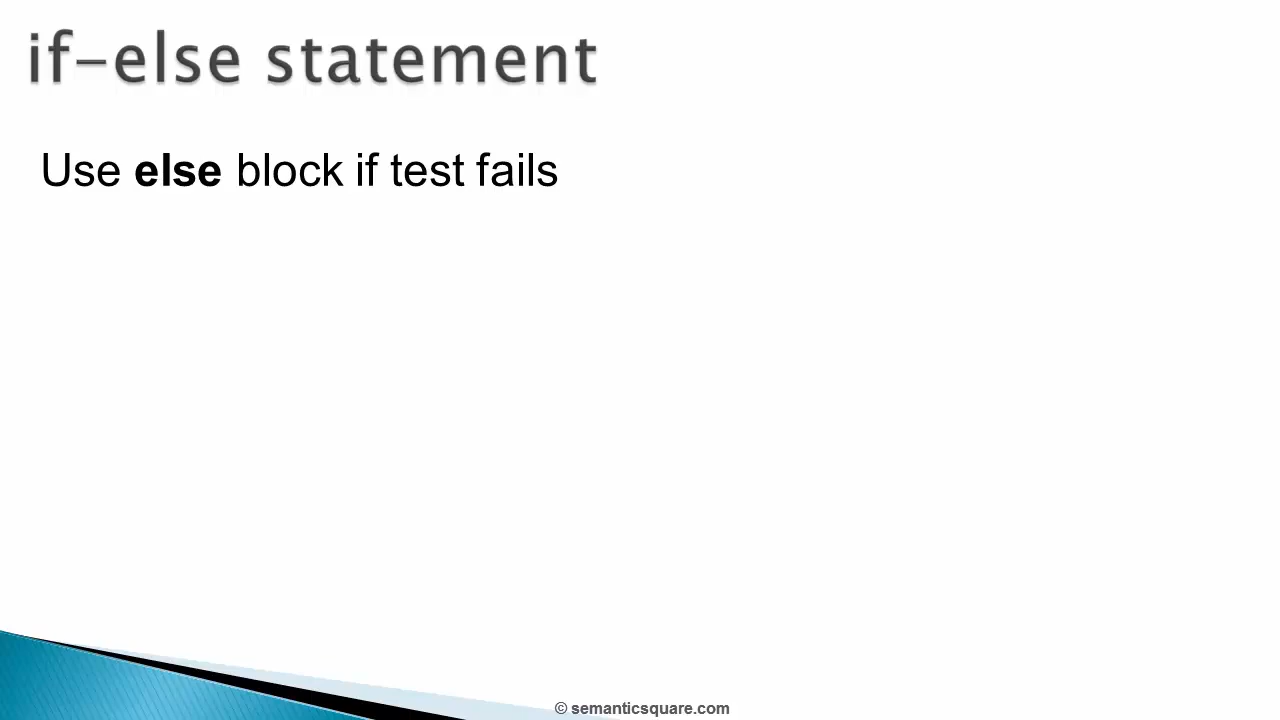 if-else statement
Use else block if test fails
© semanticsquare.com